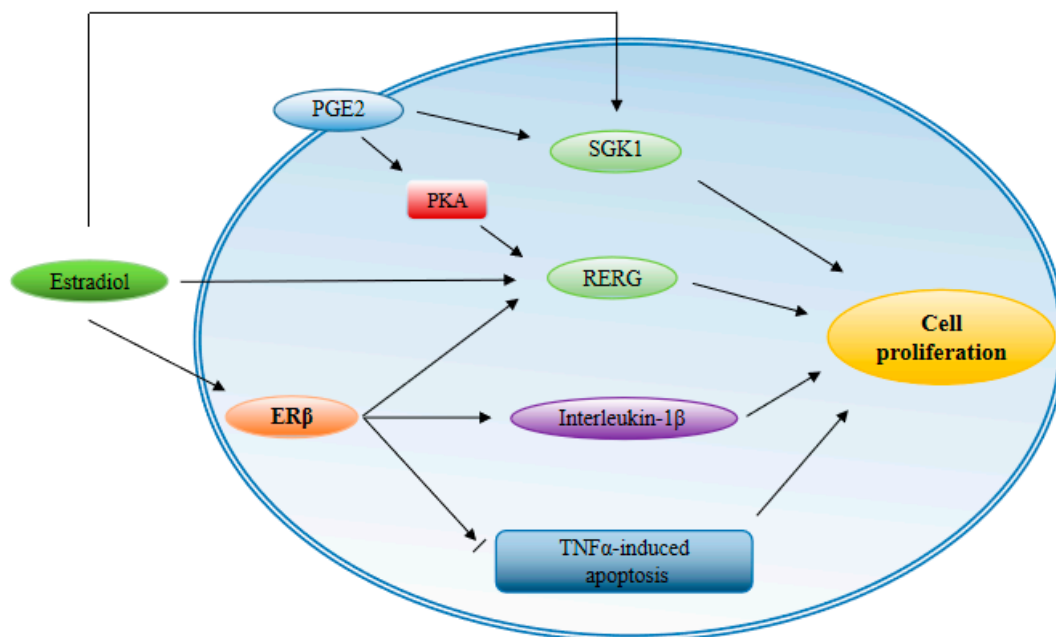 PGE2
SGK1
PKA
Estradiol
RERG
Cell
proliferation
ERβ
Interleukin-1β
TNFα-induced
apoptosis